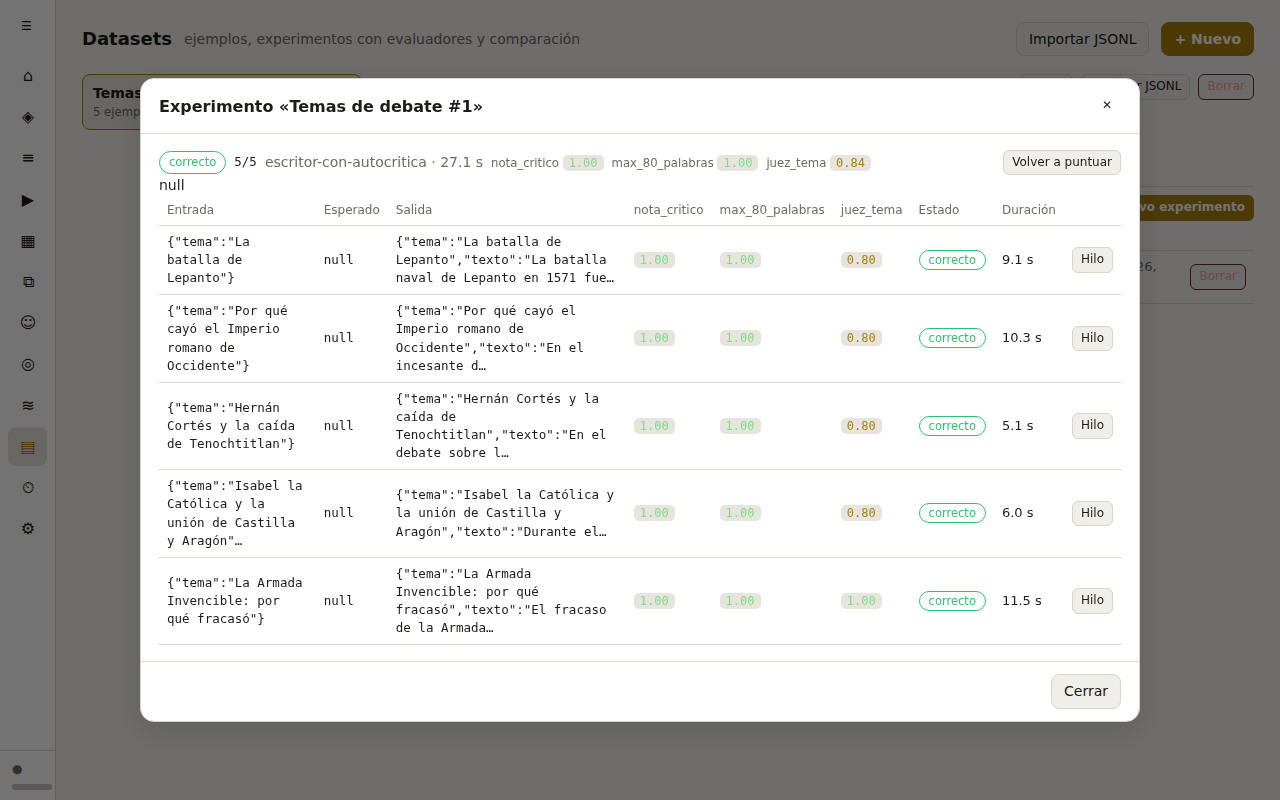 Datasets ejemplos, experimentos con evaluadores y comparación
Importar JSONL
+ Nuevo
Temas
5 ejemp
r JSONL
Borrar
vo experimento
26,
Borrar
Experimento «Temas de debate #1»
×
correcto 5/5 escritor-con-autocritica · 27.1 s nota_critico 1.00 max_80_palabras 1.00 juez_tema 0.84
Volver a puntuar
null
Entrada Esperado Salida nota_critico max_80_palabras juez_tema Estado Duración
{"tema":"La
batalla de
Lepanto"}
null
{"tema":"La batalla de
Lepanto","texto":"La batalla
naval de Lepanto en 1571 fue…
1.00 1.00 0.80 correcto 9.1 s Hilo
{"tema":"Por qué
cayó el Imperio
romano de
Occidente"}
null
{"tema":"Por qué cayó el
Imperio romano de
Occidente","texto":"En el
incesante d…
1.00 1.00 0.80 correcto 10.3 s Hilo
{"tema":"Hernán
Cortés y la caída
de Tenochtitlan"}
null
{"tema":"Hernán Cortés y la
caída de
Tenochtitlan","texto":"En el
debate sobre l…
1.00 1.00 0.80 correcto 5.1 s Hilo
{"tema":"Isabel la
Católica y la
unión de Castilla
y Aragón"…
null
{"tema":"Isabel la Católica y
la unión de Castilla y
Aragón","texto":"Durante el…
1.00 1.00 0.80 correcto 6.0 s Hilo
{"tema":"La Armada
Invencible: por
qué fracasó"}
null
{"tema":"La Armada
Invencible: por qué
fracasó","texto":"El fracaso
de la Armada…
1.00 1.00 1.00 correcto 11.5 s Hilo
Cerrar